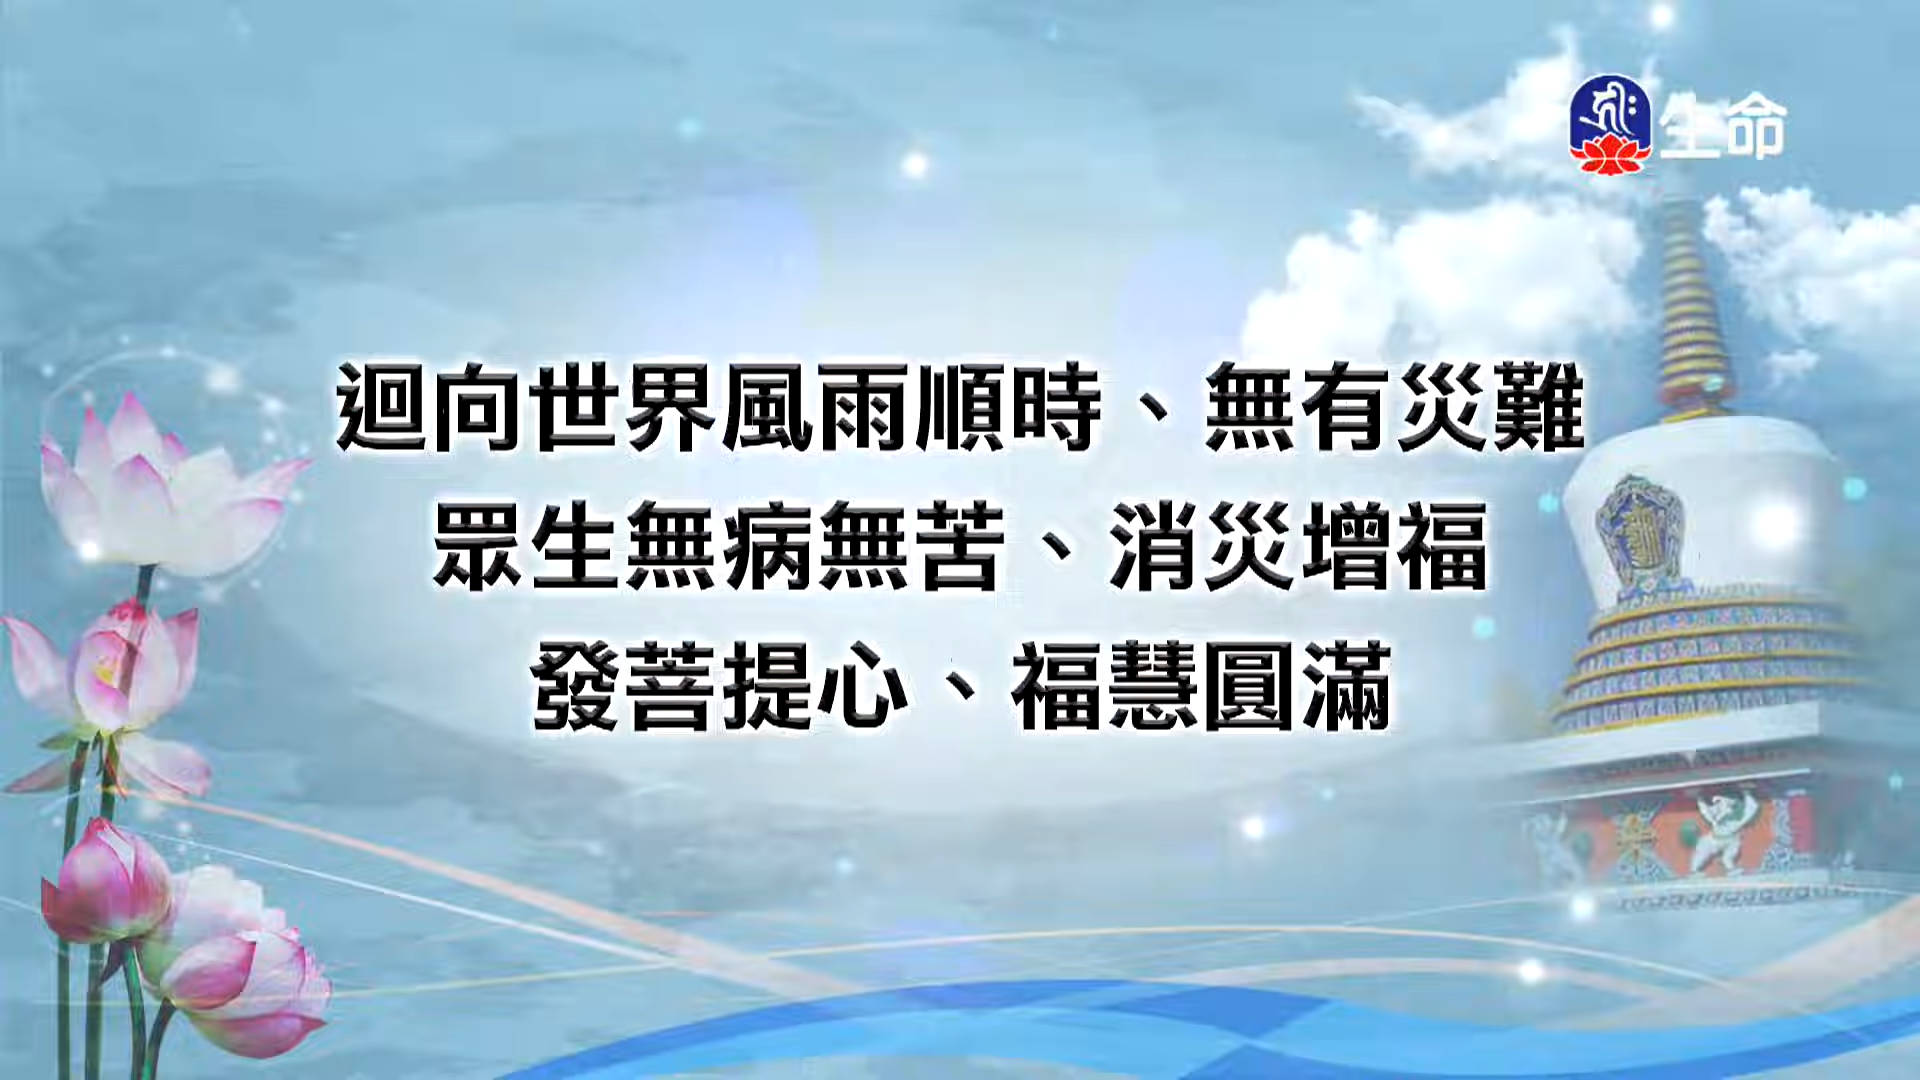 生命
迴向世界風雨順時、無有災難
眾生無病無苦、消災增福
發菩提心、福慧圓滿